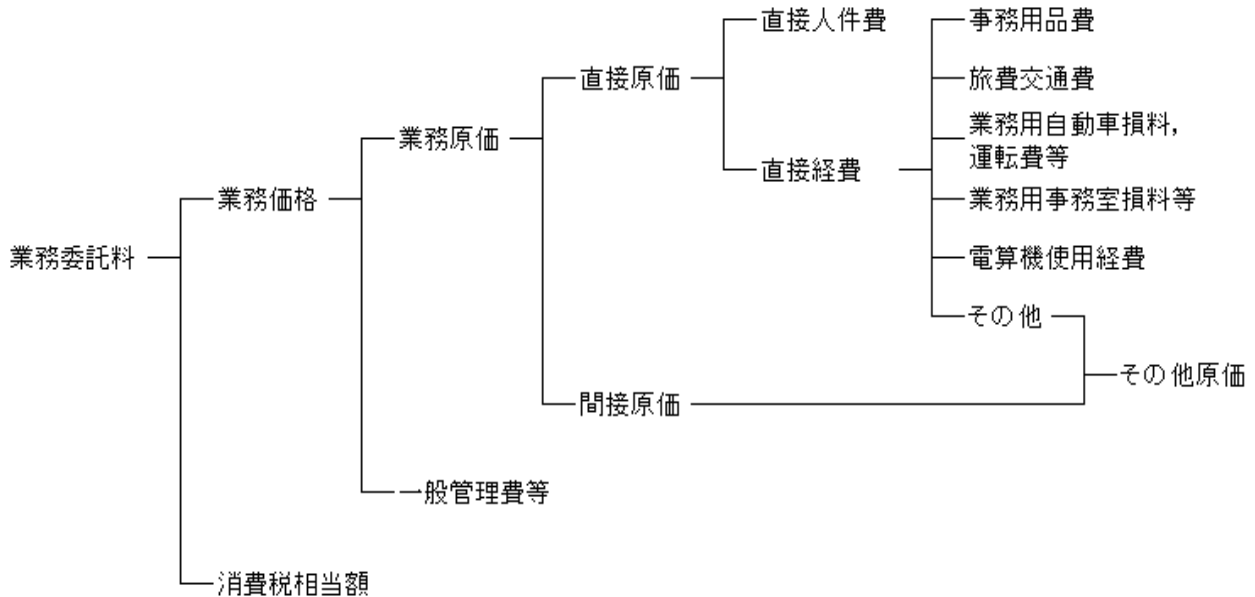 直接人件費
事務用品費
直接原価
旅費交通費
業務原価
業務用自動車損料,
運転費等
直接経費
業務価格
業務用事務室損料等
業務委託料
電算機使用経費
その他
その他原価
間接原価
一般管理費等
消費税相当額